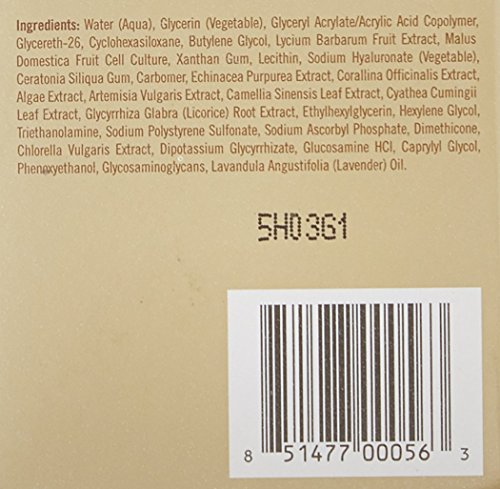 Ingredients: Water (Aqua), Glycerin (Vegetable), Glyceryl Acrylate/Acrylic Acid Copolymer,
Glycereth-26, Cyclohexasiloxane, Butylene Glycol, Lycium Barbarum Fruit Extract, Malus
Domestica Fruit Cell Culture, Xanthan Gum, Lecithin, Sodium Hyaluronate (Vegetable),
Ceratonia Siliqua Gum, Carbomer, Echinacea Purpurea Extract, Corallina Officinalis Extract,
Algae Extract, Artemisia Vulgaris Extract, Camellia Sinensis Leaf Extract, Cyathea Cumingii
Leaf Extract, Glycyrrhiza Glabra (Licorice) Root Extract, Ethylhexylglycerin, Hexylene Glycol,
Triethanolamine, Sodium Polystyrene Sulfonate, Sodium Ascorbyl Phosphate, Dimethicone,
Chlorella Vulgaris Extract, Dipotassium Glycyrrhizate, Glucosamine HCl, Caprylyl Glycol,
Phenoxyethanol, Glycosaminoglycans, Lavandula Angustifolia (Lavender) Oil.
5H0361
8 51477 00056 3